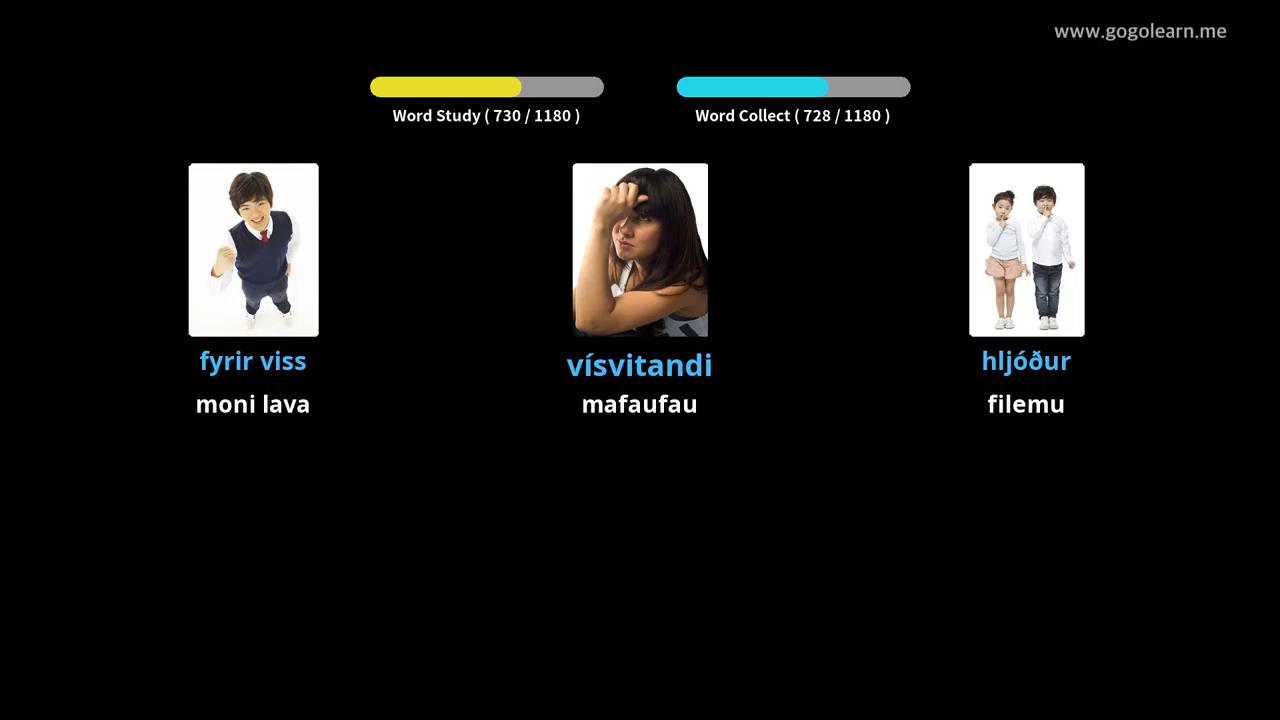 www.gogolearn.me
Word Study ( 730 / 1180 )
Word Collect ( 728 / 1180 )
fyrir viss
vísvitandi
hljóður
moni lava
mafaufau
filemu